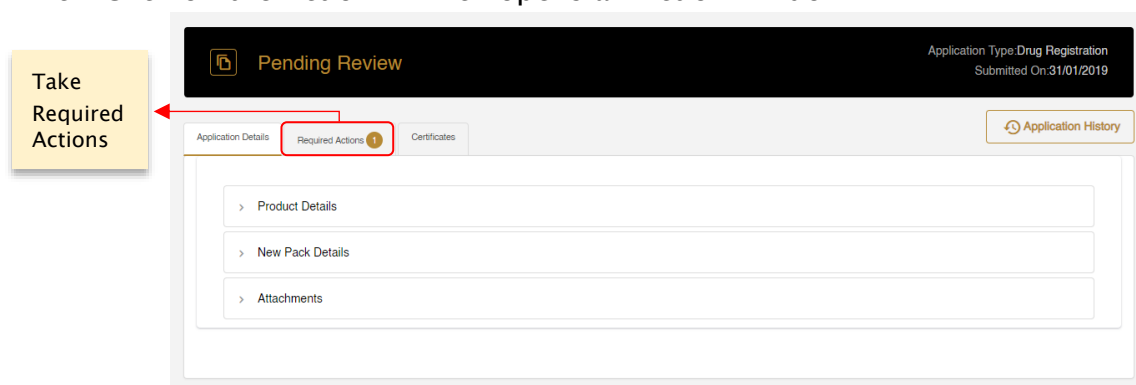 Pending Review
Application Type:Drug Registration
Submitted On:31/01/2019
Take
Required
Actions
Application History
Application Details
Required Actions 1
Certificates
Product Details
New Pack Details
Attachments